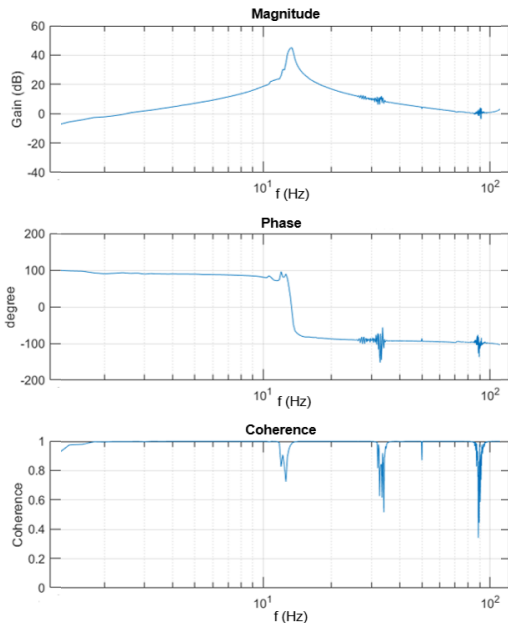 Magnitude
60
40
20
0
-20
-40
Gain (dB)
10^1
10^2
f (Hz)
Phase
200
100
0
-100
-200
degree
10^1
10^2
f (Hz)
Coherence
1
0.8
0.6
0.4
0.2
0
Coherence
10^1
10^2
f (Hz)